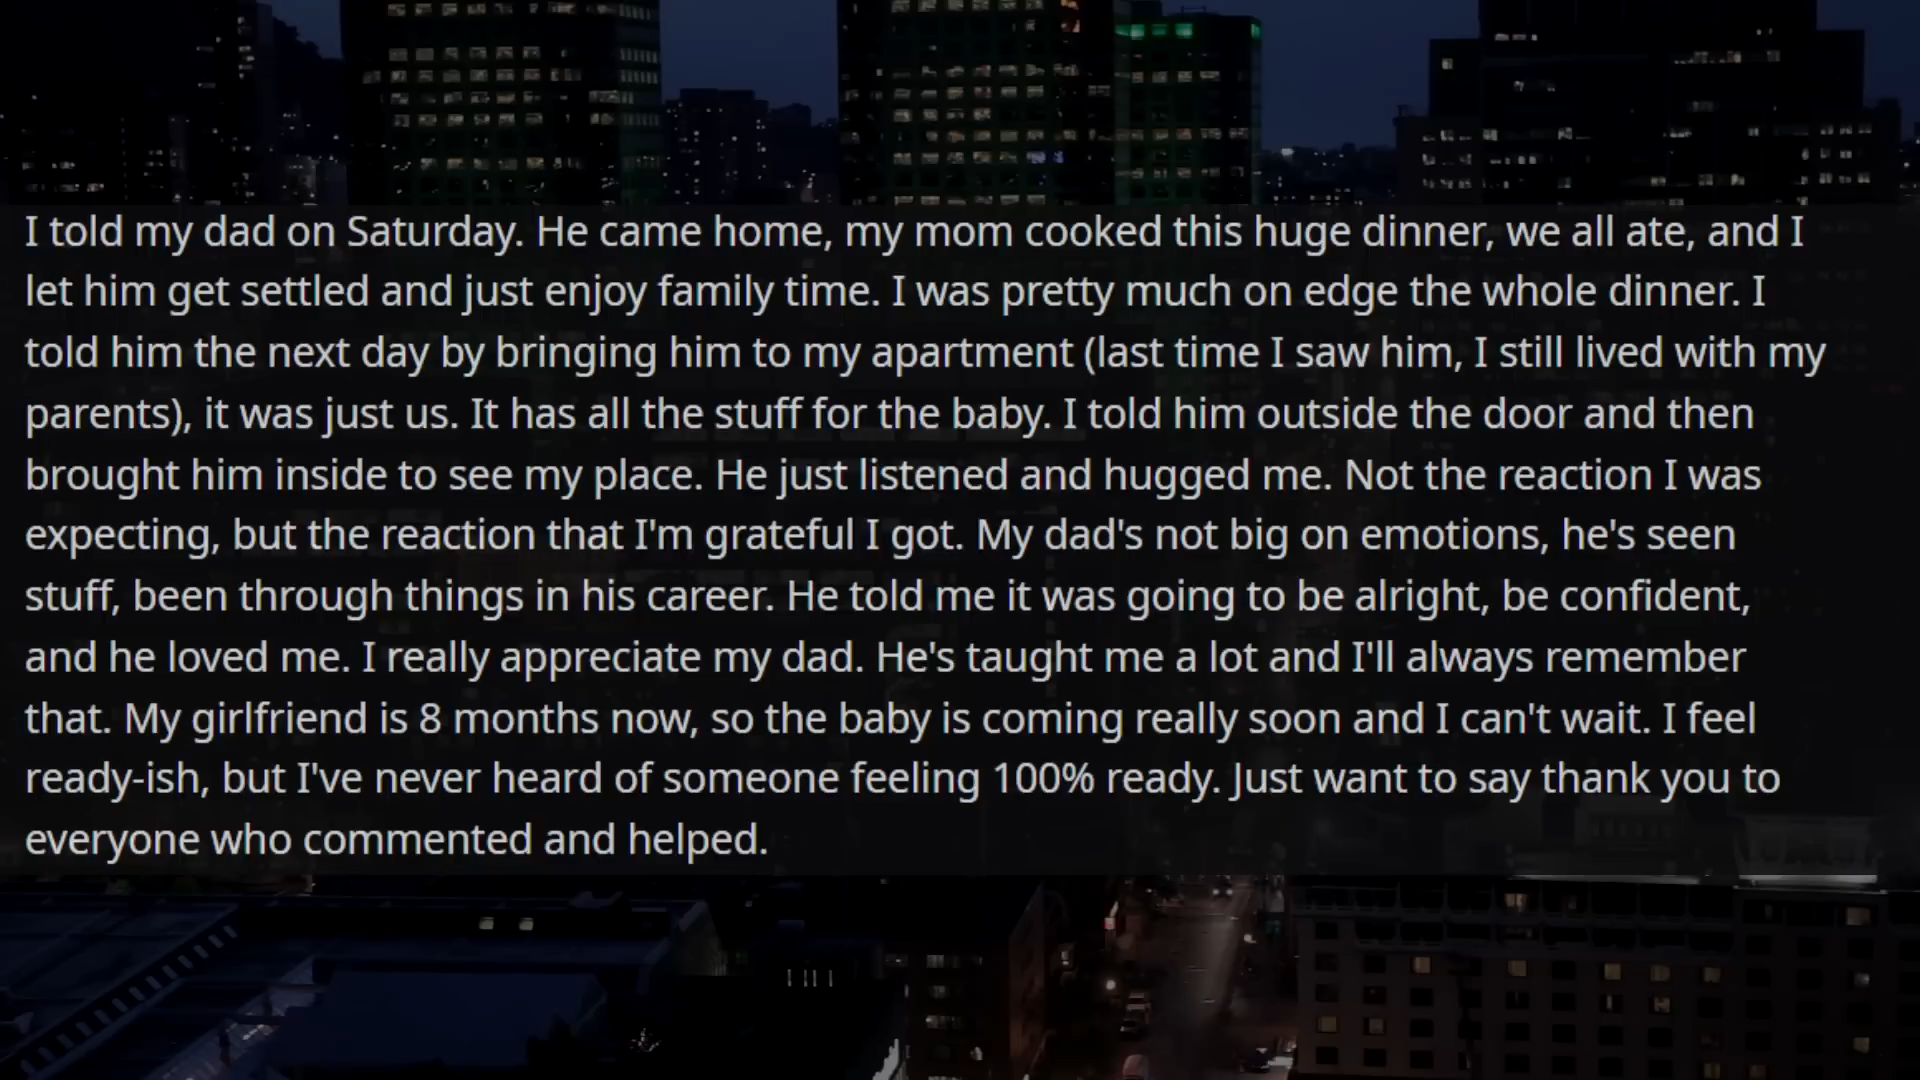 I told my dad on Saturday. He came home, my mom cooked this huge dinner, we all ate, and I
let him get settled and just enjoy family time. I was pretty much on edge the whole dinner. I
told him the next day by bringing him to my apartment (last time I saw him, I still lived with my
parents), it was just us. It has all the stuff for the baby. I told him outside the door and then
brought him inside to see my place. He just listened and hugged me. Not the reaction I was
expecting, but the reaction that I'm grateful I got. My dad's not big on emotions, he's seen
stuff, been through things in his career. He told me it was going to be alright, be confident,
and he loved me. I really appreciate my dad. He's taught me a lot and I'll always remember
that. My girlfriend is 8 months now, so the baby is coming really soon and I can't wait. I feel
ready-ish, but I've never heard of someone feeling 100% ready. Just want to say thank you to
everyone who commented and helped.